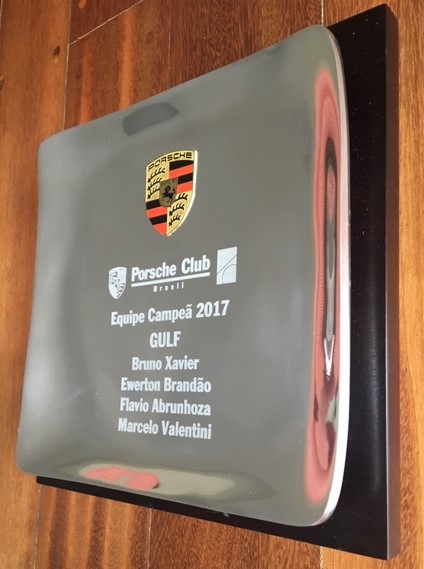 PORSCHE
Porsche Club
Brasil
Equipe Campeã 2017
GULF
Bruno Xavier
Ewerton Brandão
Flavio Abrunhoza
Marcelo Valentini